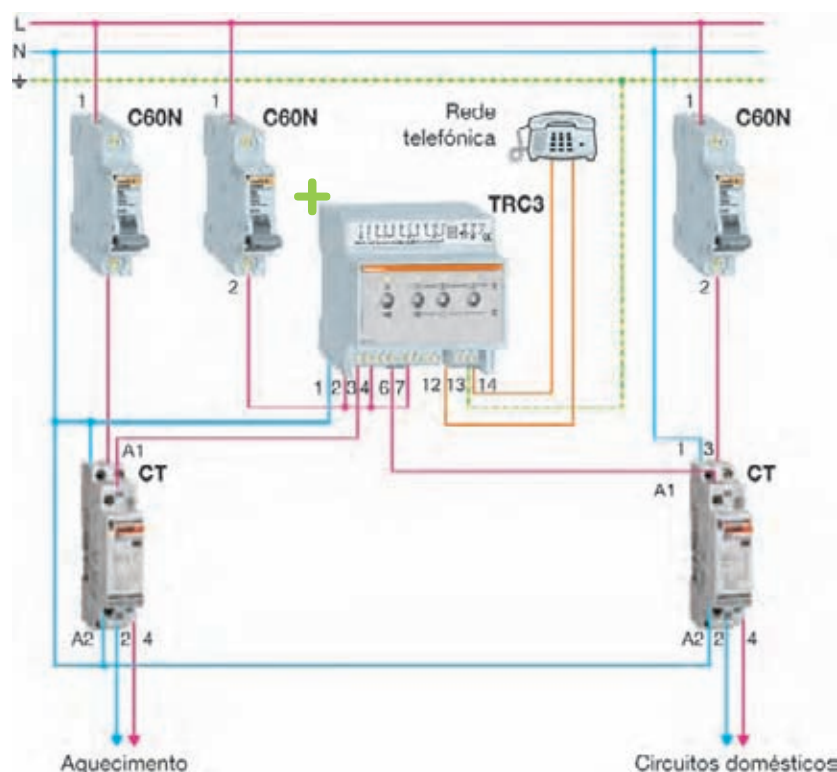 L
N
1
C60N
1
C60N
Rede
telefónica
1
C60N
TRC3
2
2
1
2
3
4
6
7
12
13
14
A1
CT
1
3
A1
CT
A2
2
4
A2
2
4
Aquecimento
Circuitos domésticos